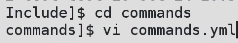 Include]$ cd commands
commands]$ vi commands.yml